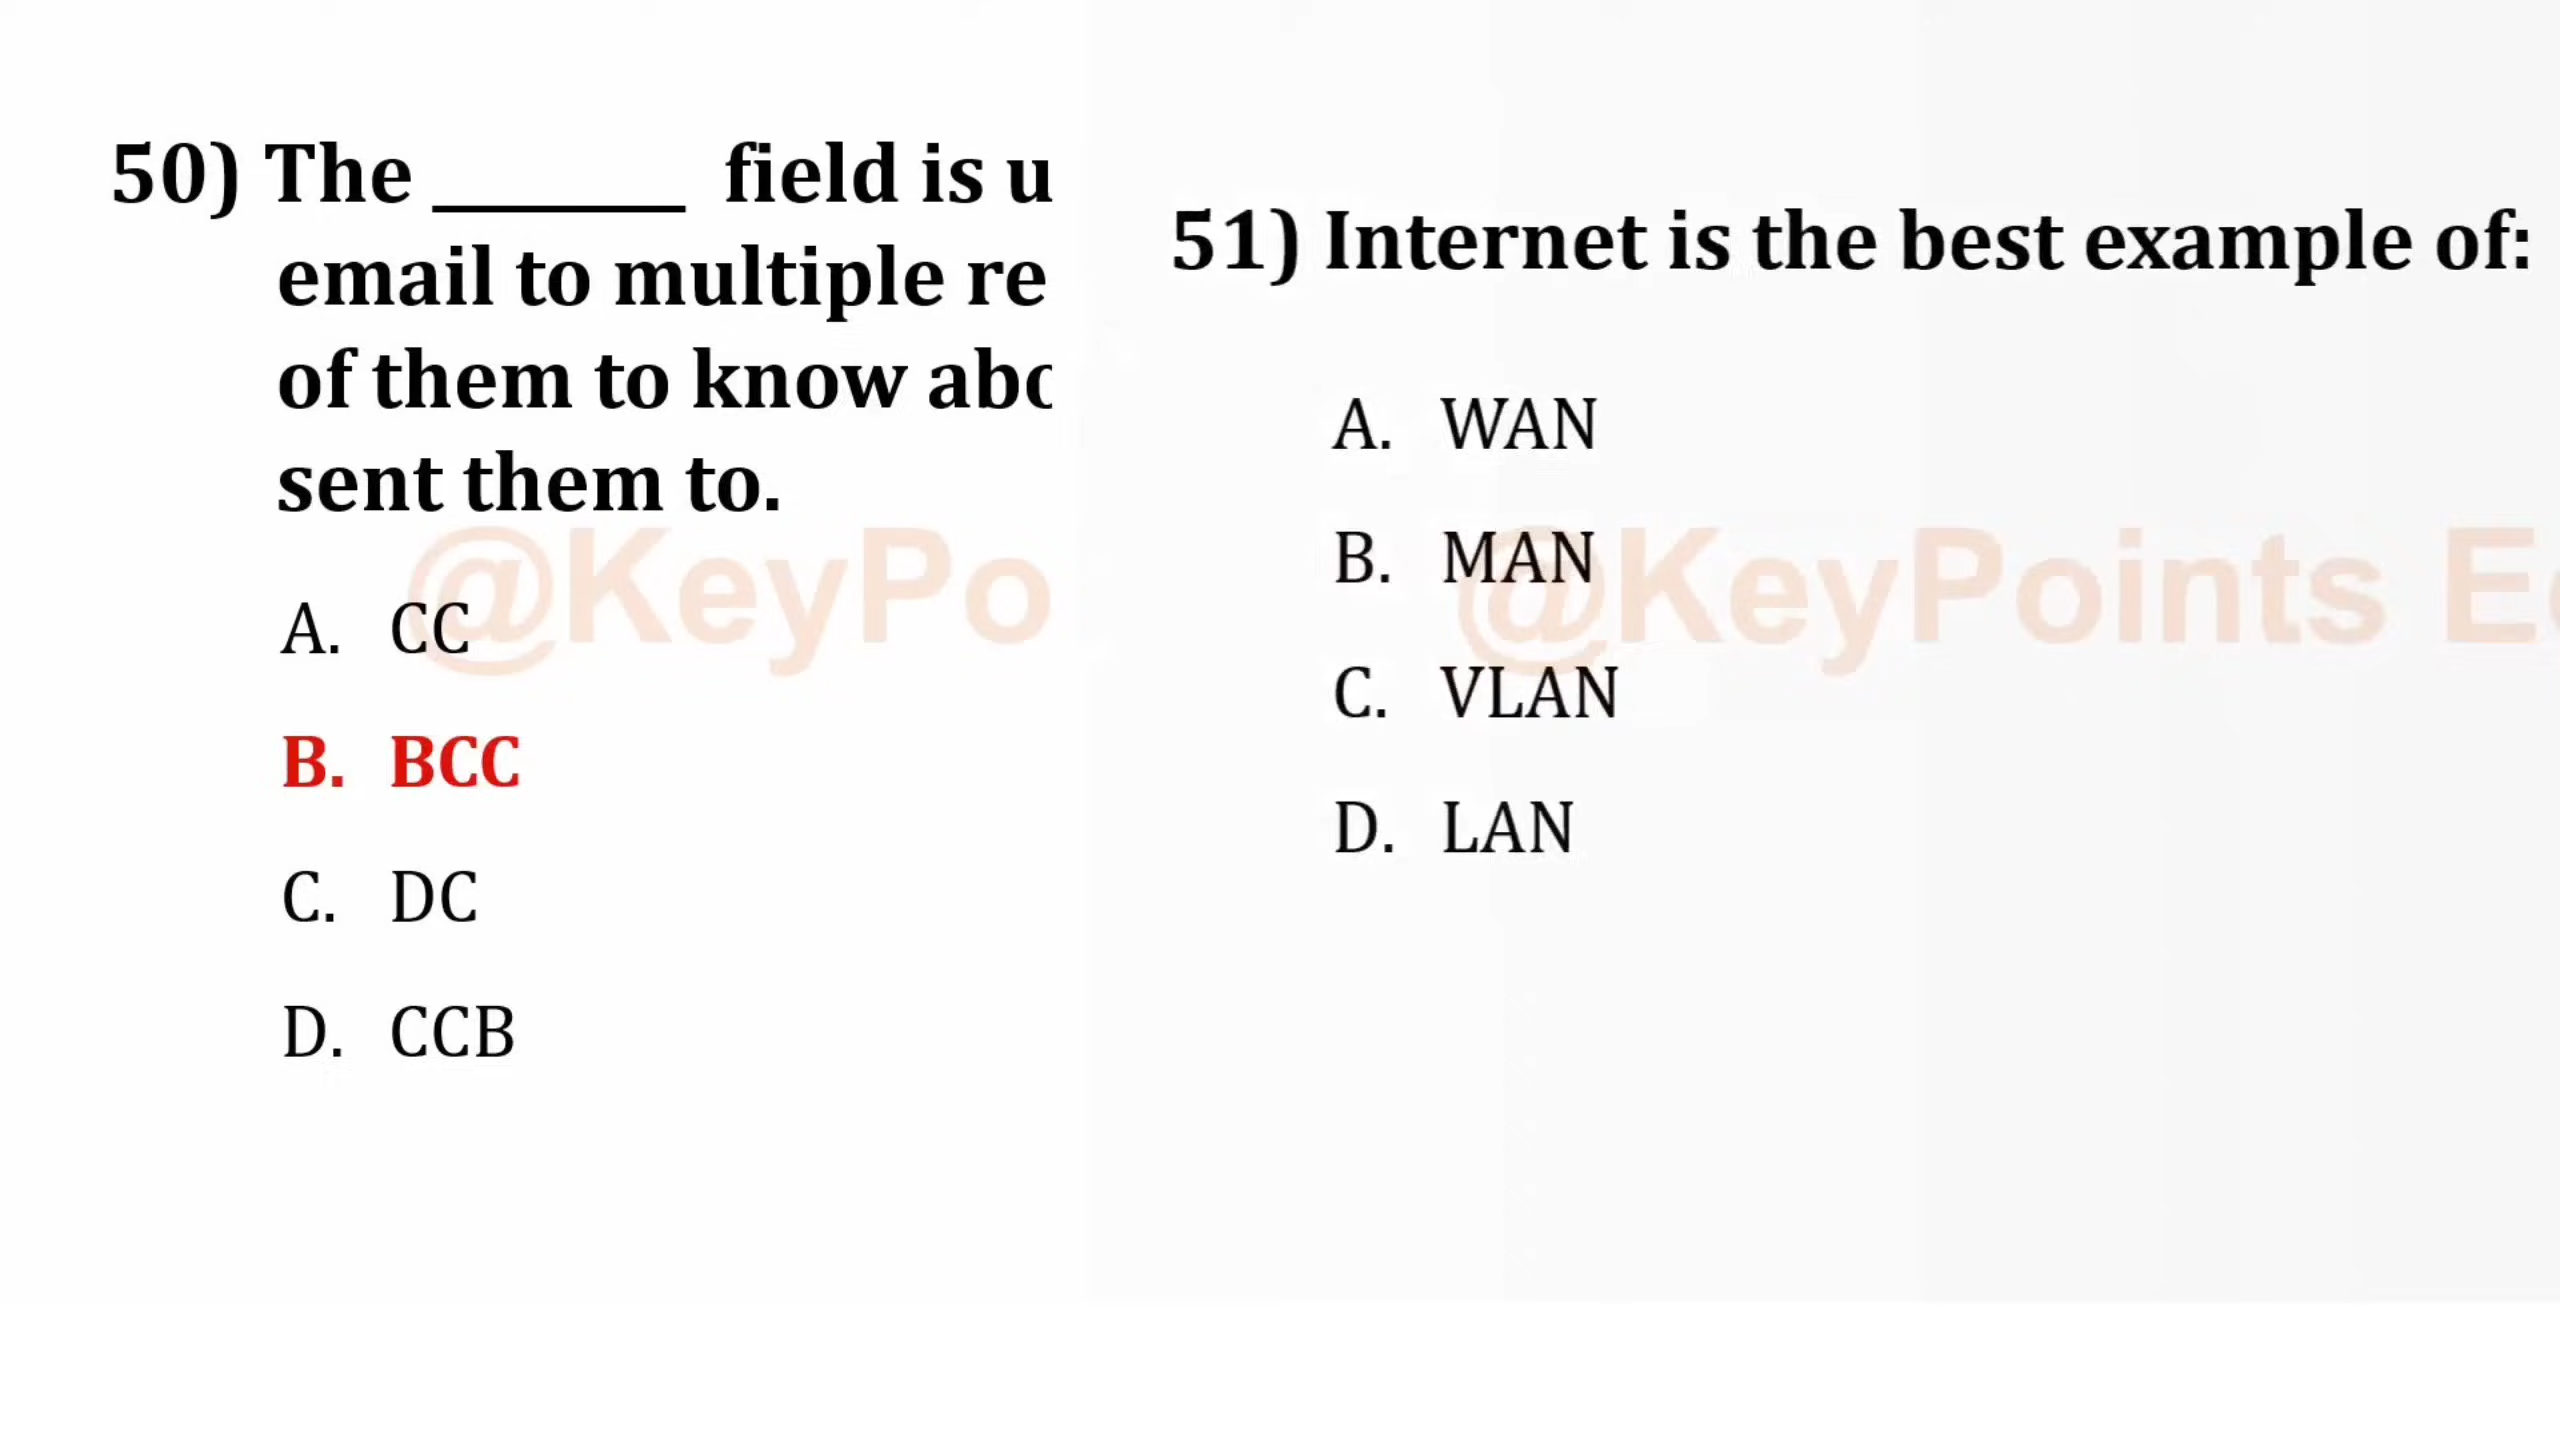 50) The ________ field is u
email to multiple re
of them to know abo
sent them to.
A. CC
B. BCC
C. DC
D. CCB
@KeyPo
51) Internet is the best example of:
A. WAN
B. MAN
C. VLAN
D. LAN
@KeyPoints E